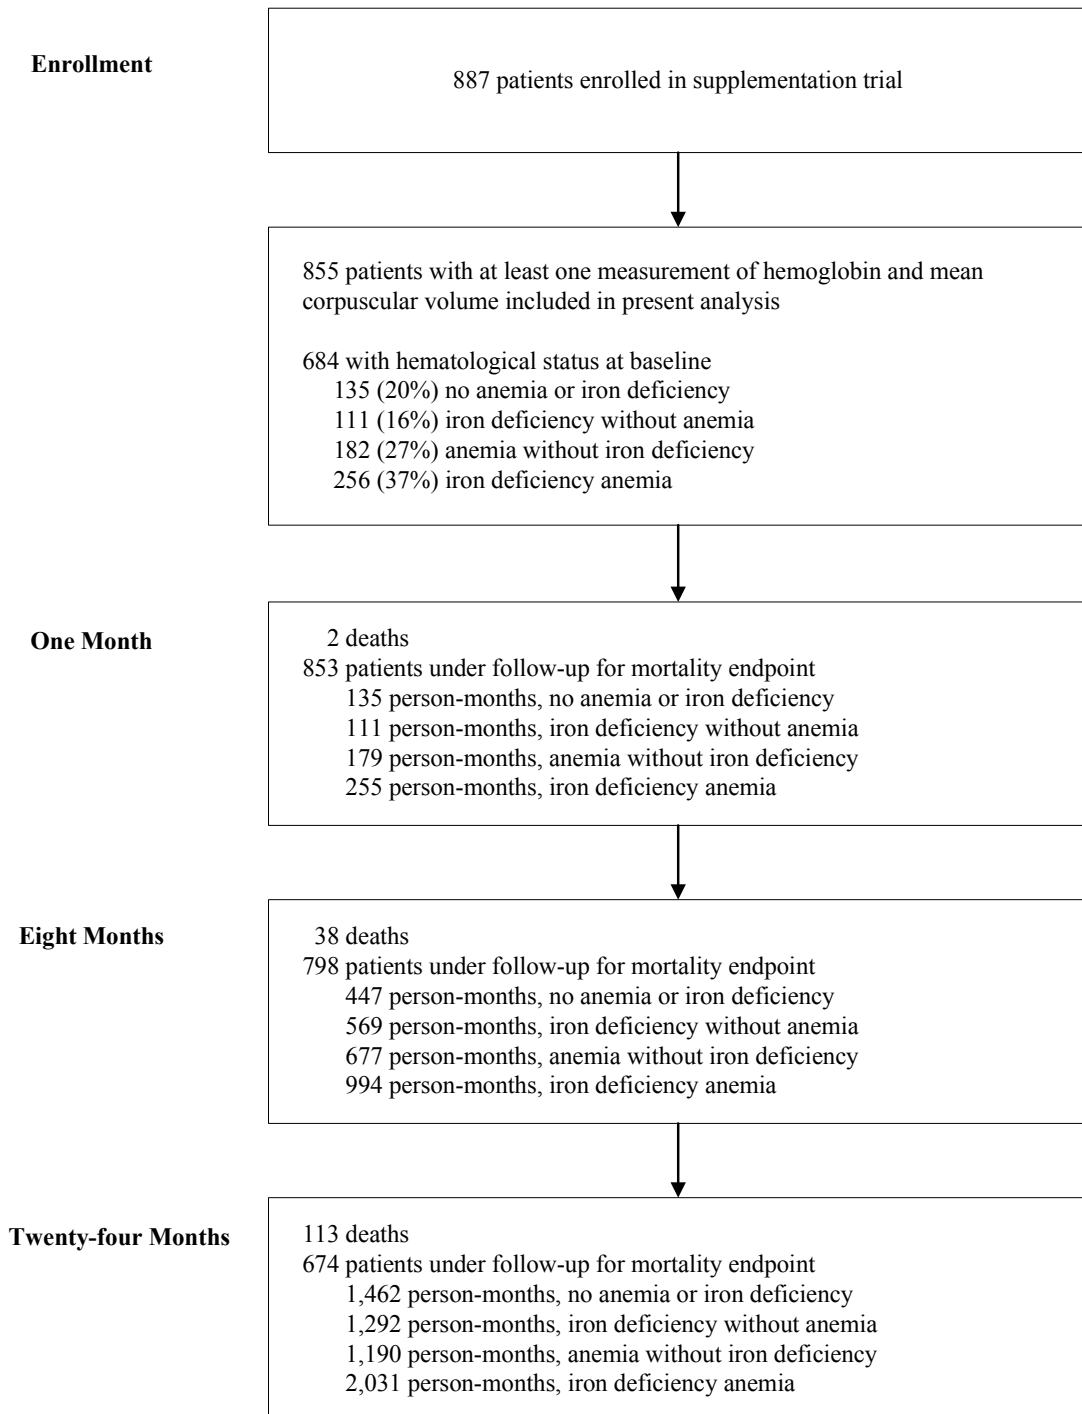 Enrollment
887 patients enrolled in supplementation trial
855 patients with at least one measurement of hemoglobin and mean
corpuscular volume included in present analysis
684 with hematological status at baseline
135 (20%) no anemia or iron deficiency
111 (16%) iron deficiency without anemia
182 (27%) anemia without iron deficiency
256 (37%) iron deficiency anemia
One Month
2 deaths
853 patients under follow-up for mortality endpoint
135 person-months, no anemia or iron deficiency
111 person-months, iron deficiency without anemia
179 person-months, anemia without iron deficiency
255 person-months, iron deficiency anemia
Eight Months
38 deaths
798 patients under follow-up for mortality endpoint
447 person-months, no anemia or iron deficiency
569 person-months, iron deficiency without anemia
677 person-months, anemia without iron deficiency
994 person-months, iron deficiency anemia
Twenty-four Months
113 deaths
674 patients under follow-up for mortality endpoint
1,462 person-months, no anemia or iron deficiency
1,292 person-months, iron deficiency without anemia
1,190 person-months, anemia without iron deficiency
2,031 person-months, iron deficiency anemia